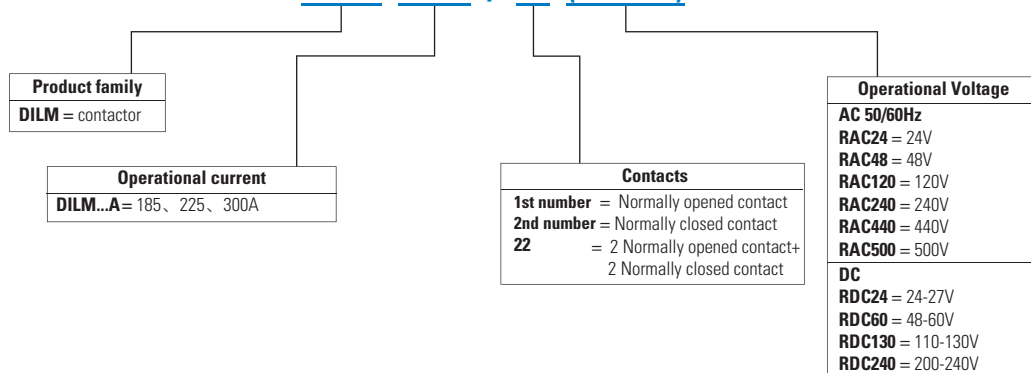 Product family
DILM = contactor
Operational current
DILM...A = 185、225、300A
Contacts
1st number = Normally opened contact
2nd number = Normally closed contact
22 = 2 Normally opened contact+
2 Normally closed contact
Operational Voltage
AC 50/60Hz
RAC24 = 24V
RAC48 = 48V
RAC120 = 120V
RAC240 = 240V
RAC440 = 440V
RAC500 = 500V
DC
RDC24 = 24-27V
RDC60 = 48-60V
RDC130 = 110-130V
RDC240 = 200-240V